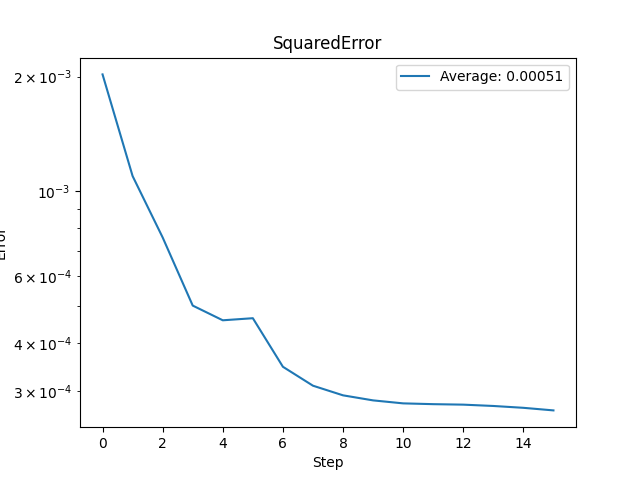 SquaredError
Average: 0.00051
2 × 10⁻³
10⁻³
6 × 10⁻⁴
4 × 10⁻⁴
3 × 10⁻⁴
Error
0 2 4 6 8 10 12 14
Step